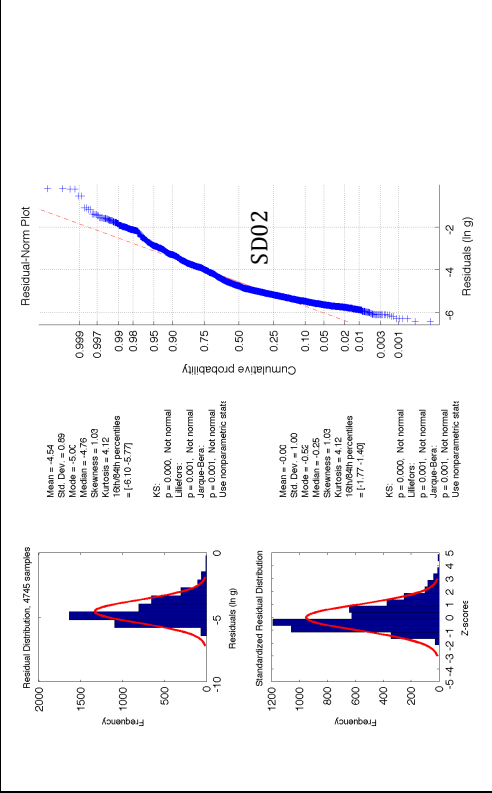 Residual Distribution, 4745 samples
2000
1500
1000
500
0
Frequency
-10
-5
0
Residuals (ln g)
Mean = -4.54
Std. Dev. = 0.89
Mode = -5.00
Median = -4.76
Skewness = 1.03
Kurtosis = 4.12
16th/84th percentiles
= [-6.10 -5.77]
KS:
p = 0.000, Not normal
Lillefors:
p = 0.001, Not normal
Jarque-Bera:
p = 0.001, Not normal
Use nonparametric stats
Residual-Norm Plot
0.999
0.997
0.99
0.98
0.95
0.90
0.75
0.50
0.25
0.10
0.05
0.02
0.01
0.003
0.001
Cumulative probability
-6
-4
-2
Residuals (ln g)
SD02
Standardized Residual Distribution
1200
1000
800
600
400
200
0
Frequency
-5 -4 -3 -2 -1 0 1 2 3 4 5
Z-scores
Mean = -0.00
Std. Dev. = 1.00
Mode = -0.52
Median = -0.25
Skewness = 1.03
Kurtosis = 4.12
16th/84th percentiles
= [-1.77 -1.40]
KS:
p = 0.000, Not normal
Lillefors:
p = 0.001, Not normal
Jarque-Bera:
p = 0.001, Not normal
Use nonparametric stats